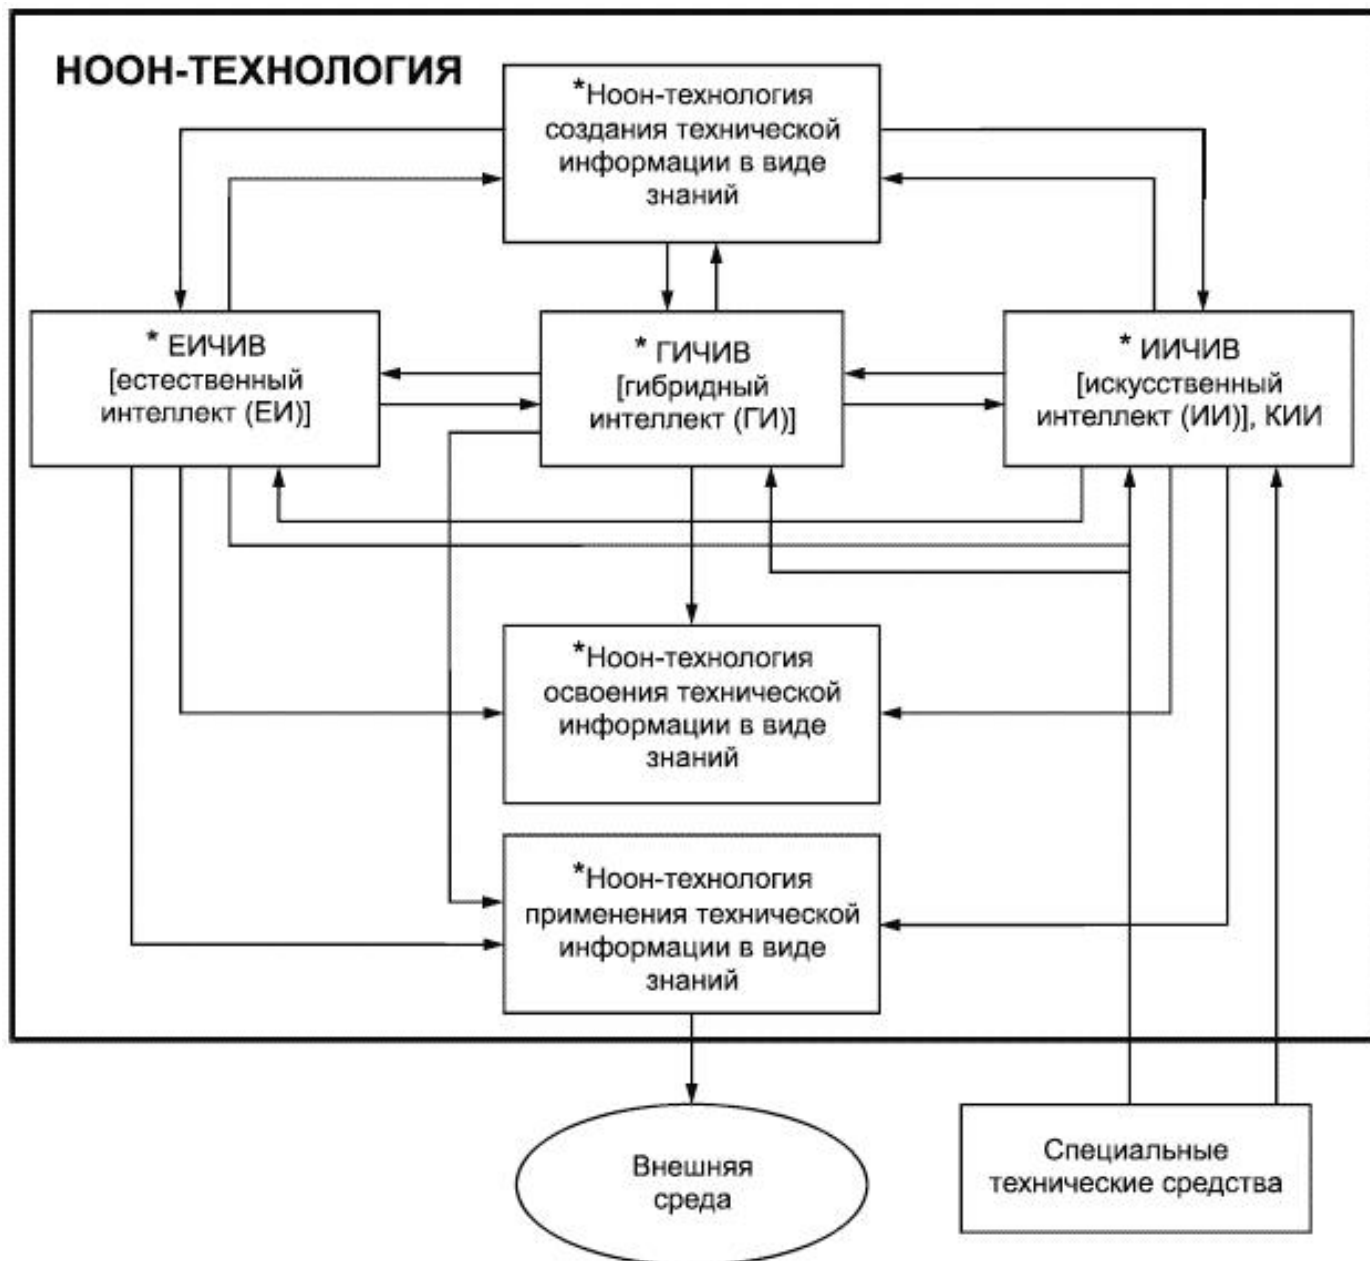 НООН-ТЕХНОЛОГИЯ
*Ноон-технология
создания технической
информации в виде
знаний
* ЕИЧИВ
[естественный
интеллект (ЕИ)]
* ГИЧИВ
[гибридный
интеллект (ГИ)]
* ИИЧИВ
[искусственный
интеллект (ИИ)], КИИ
*Ноон-технология
освоения технической
информации в виде
знаний
*Ноон-технология
применения технической
информации в виде
знаний
Внешняя
среда
Специальные
технические средства